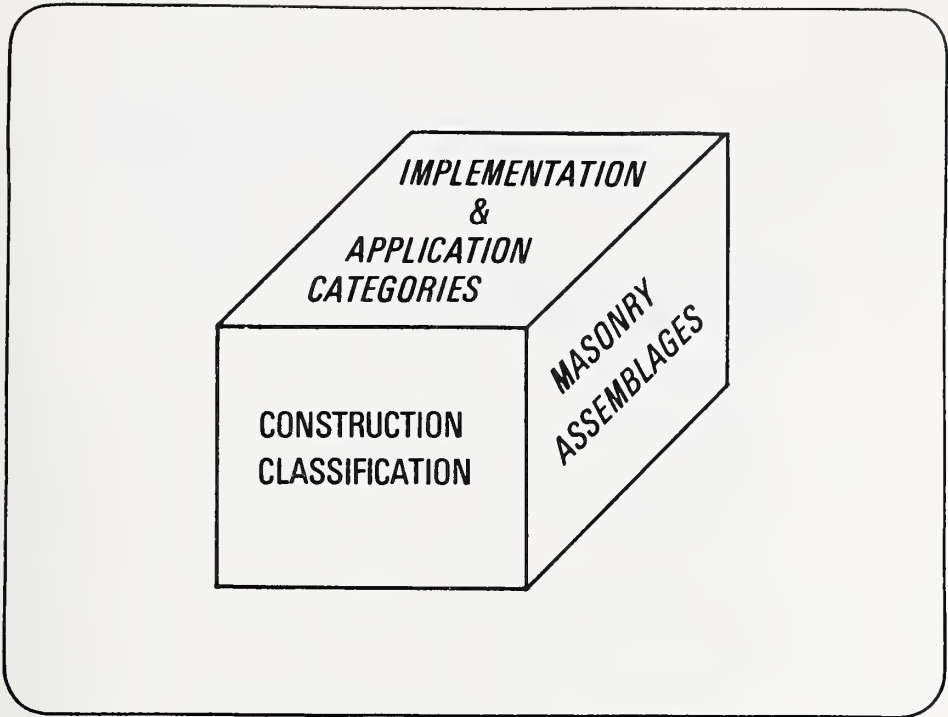 IMPLEMENTATION
&
APPLICATION
CATEGORIES
CONSTRUCTION
CLASSIFICATION
MASONRY
ASSEMBLAGES